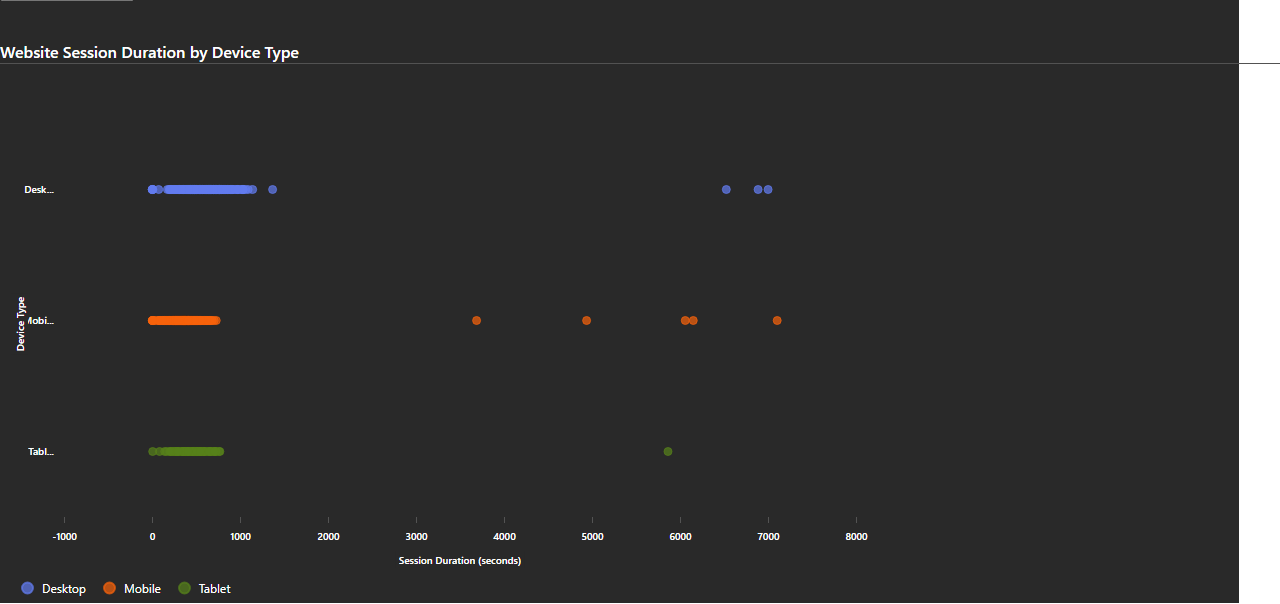 Website Session Duration by Device Type
Desk...
Mobi...
Tabl...
Device Type
-1000 0 1000 2000 3000 4000 5000 6000 7000 8000
Session Duration (seconds)
Desktop Mobile Tablet